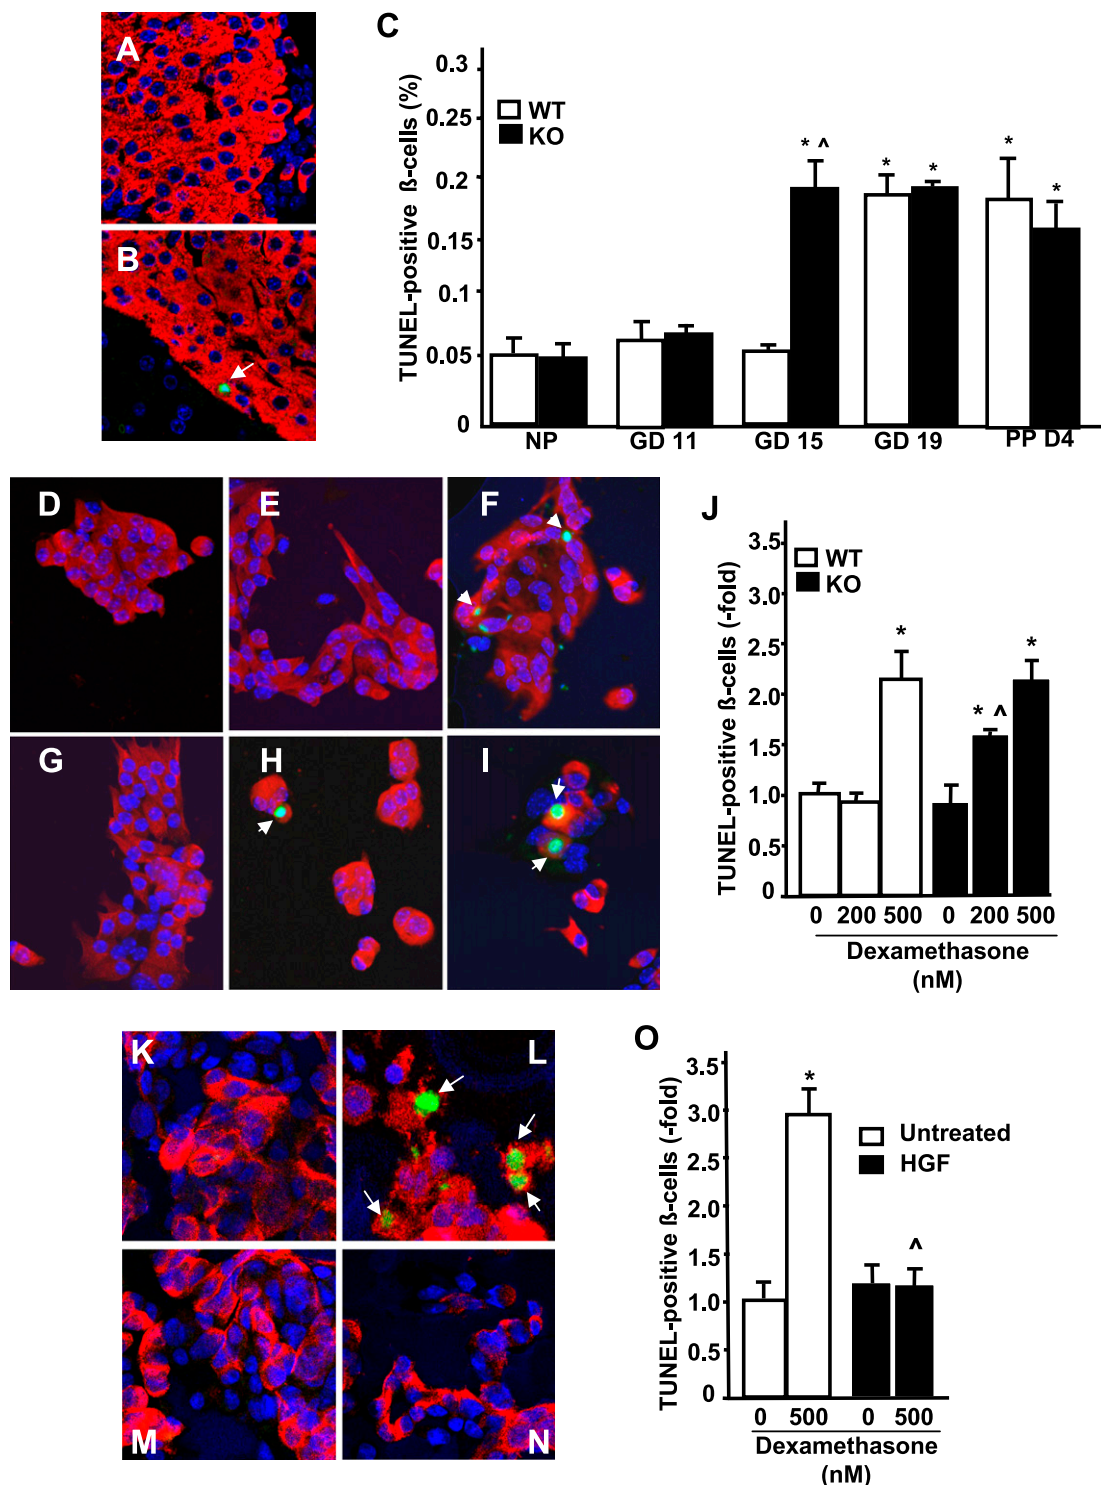 A
B
C
TUNEL-positive ß-cells (%)
0.3
0.25
0.2
0.15
0.1
0.05
0
WT
KO
* ^
*
*
*
*
NP GD 11 GD 15 GD 19 PP D4
D
E
F
G
H
I
J
TUNEL-positive ß-cells (-fold)
3.5
3.0
2.5
2.0
1.5
1.0
0.5
0
WT
KO
*
* ^
*
0 200 500 0 200 500
Dexamethasone
(nM)
K
L
M
N
O
TUNEL-positive ß-cells (-fold)
3.5
3.0
2.5
2.0
1.5
1.0
0.5
0
*
Untreated
HGF
^
0 500 0 500
Dexamethasone
(nM)